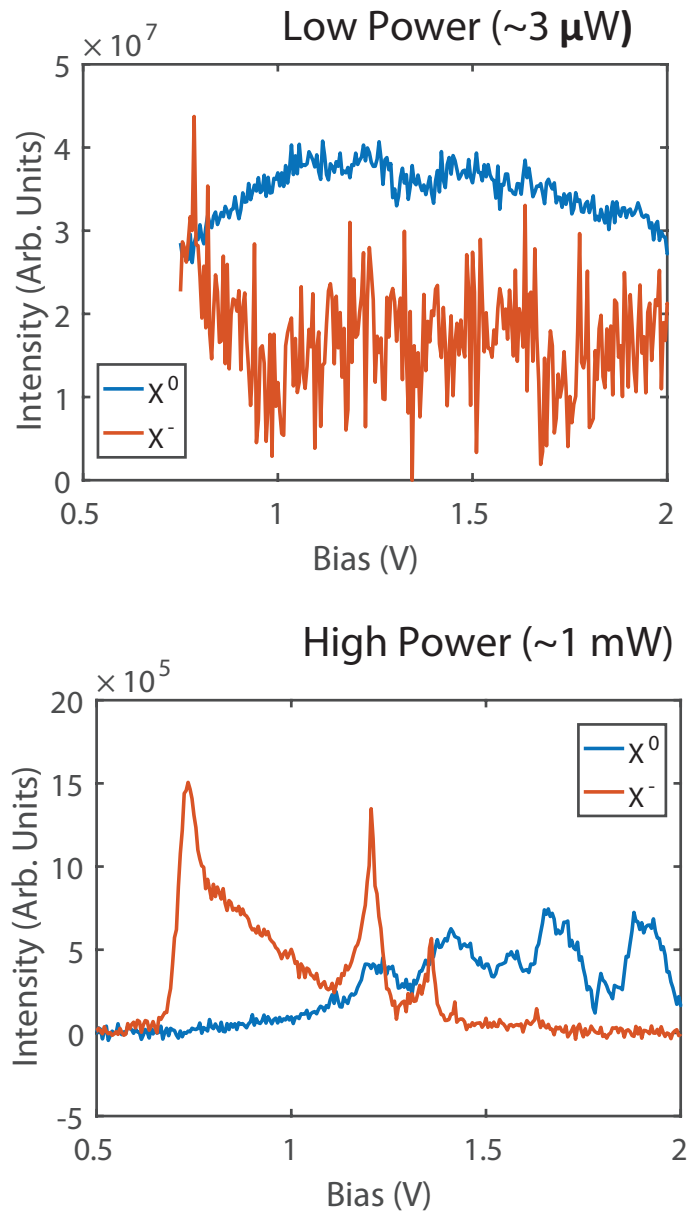 Low Power (~3 µW)
× 10⁷
5
4
3
2
1
0
Intensity (Arb. Units)
X⁰
X⁻
0.5
1
1.5
2
Bias (V)
High Power (~1 mW)
× 10⁵
20
15
10
5
0
-5
Intensity (Arb. Units)
X⁰
X⁻
0.5
1
1.5
2
Bias (V)